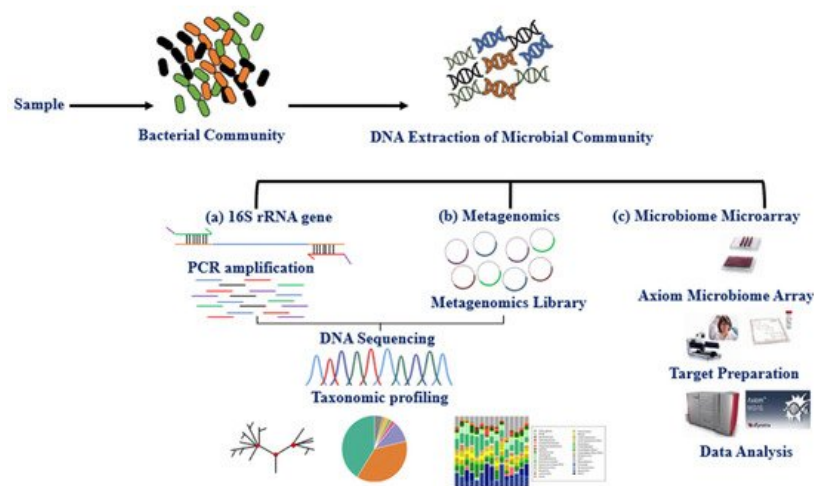 Sample
Bacterial Community
DNA Extraction of Microbial Community
(a) 16S rRNA gene
(b) Metagenomics
(c) Microbiome Microarray
PCR amplification
Metagenomics Library
Axiom Microbiome Array
DNA Sequencing
Taxonomic profiling
Target Preparation
Data Analysis